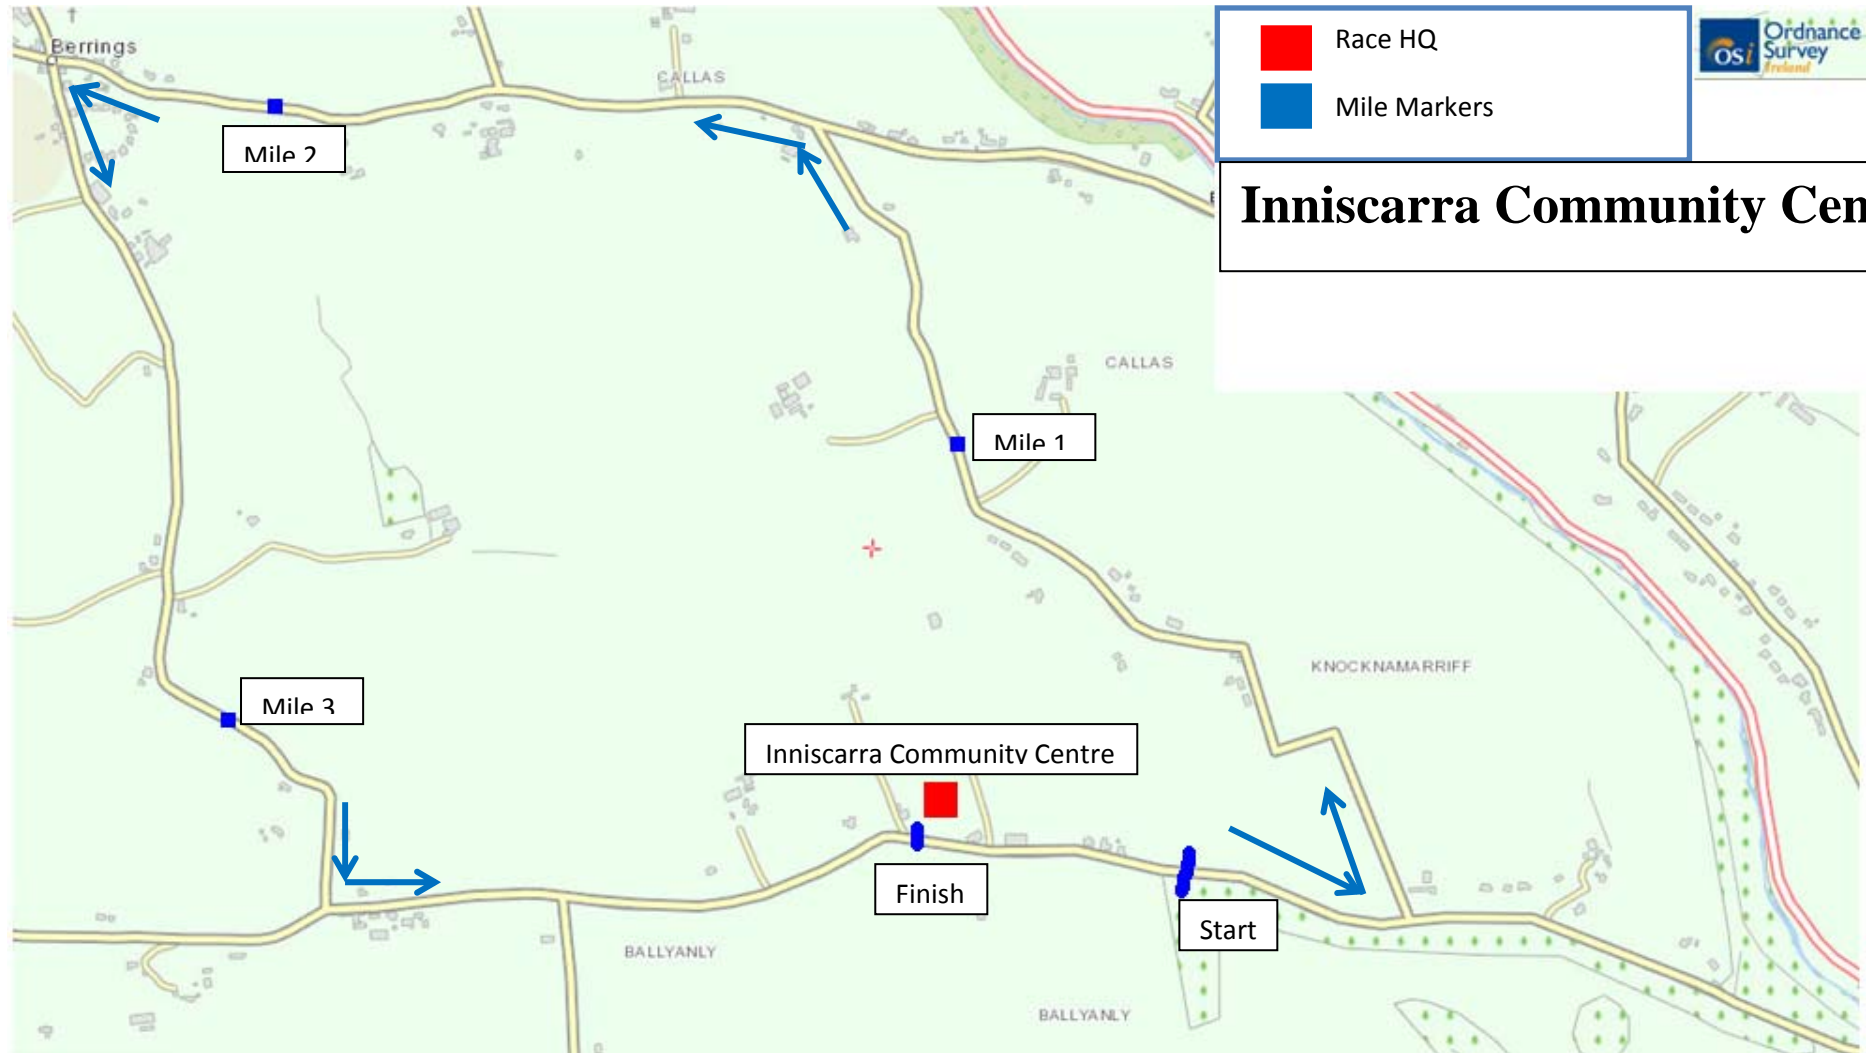 Berrings
CALLAS
Race HQ
Mile Markers
osi Ordnance
Survey
Ireland
Mile 2
Inniscarra Community Cen
CALLAS
Mile 1
KNOCKNAMARRIFF
Mile 3
Inniscarra Community Centre
Finish
Start
BALLYANLY
BALLYANLY